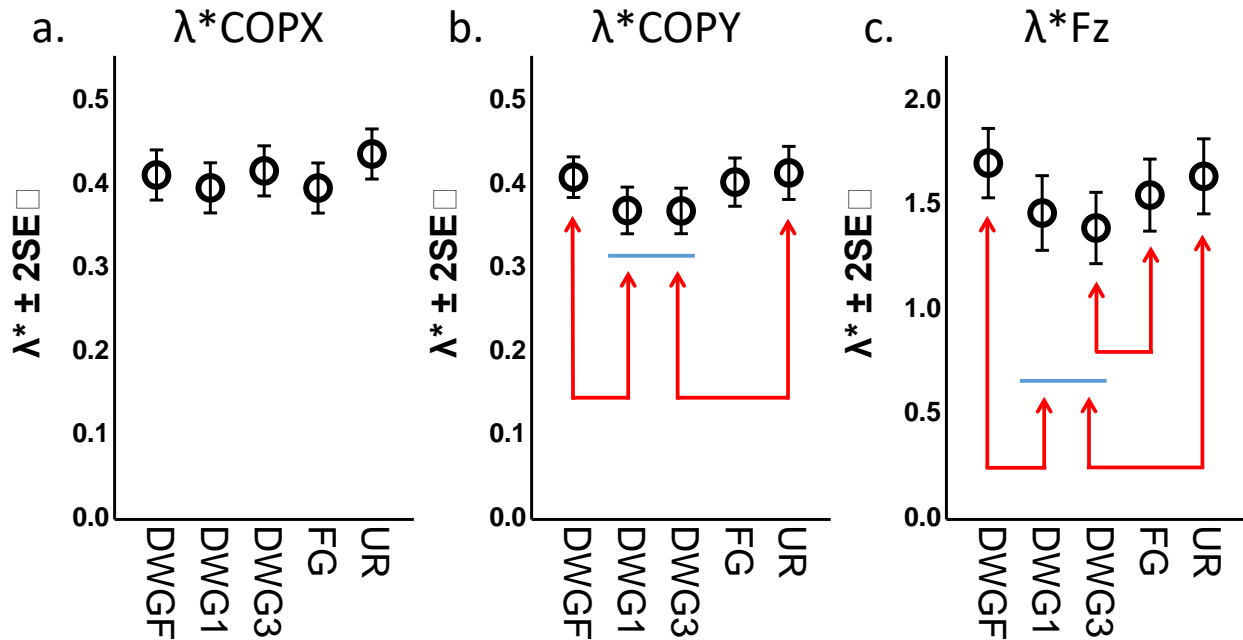 a.
λ*COPX
λ* ± 2SE□
0.5
0.4
0.3
0.2
0.1
0.0
DWGF
DWG1
DWG3
FG
UR
b.
λ*COPY
λ* ± 2SE□
0.5
0.4
0.3
0.2
0.1
0.0
DWGF
DWG1
DWG3
FG
UR
c.
λ*Fz
λ* ± 2SE□
2.0
1.5
1.0
0.5
0.0
DWGF
DWG1
DWG3
FG
UR